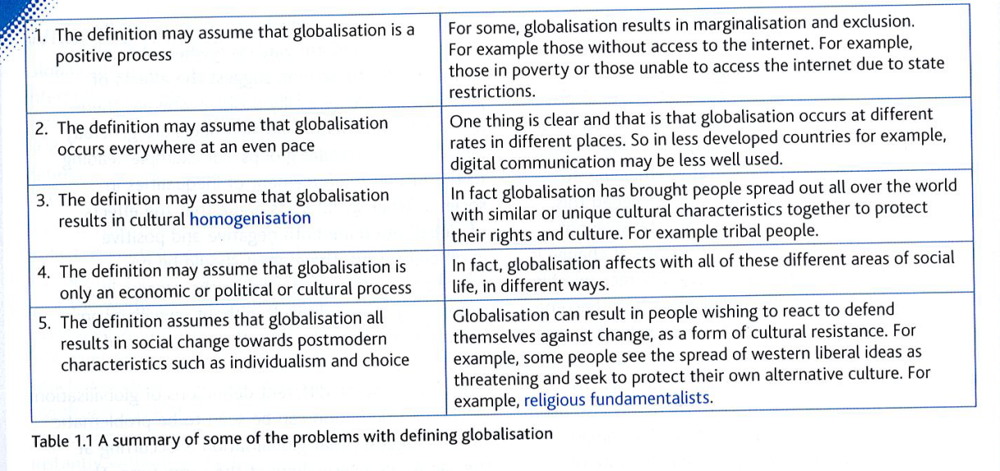 1. The definition may assume that globalisation is a
positive process
For some, globalisation results in marginalisation and exclusion.
For example those without access to the internet. For example,
those in poverty or those unable to access the internet due to state
restrictions.
2. The definition may assume that globalisation
occurs everywhere at an even pace
One thing is clear and that is that globalisation occurs at different
rates in different places. So in less developed countries for example,
digital communication may be less well used.
3. The definition may assume that globalisation
results in cultural homogenisation
In fact globalisation has brought people spread out all over the world
with similar or unique cultural characteristics together to protect
their rights and culture. For example tribal people.
4. The definition may assume that globalisation is
only an economic or political or cultural process
In fact, globalisation affects with all of these different areas of social
life, in different ways.
5. The definition assumes that globalisation all
results in social change towards postmodern
characteristics such as individualism and choice
Globalisation can result in people wishing to react to defend
themselves against change, as a form of cultural resistance. For
example, some people see the spread of western liberal ideas as
threatening and seek to protect their own alternative culture. For
example, religious fundamentalists.
Table 1.1 A summary of some of the problems with defining globalisation